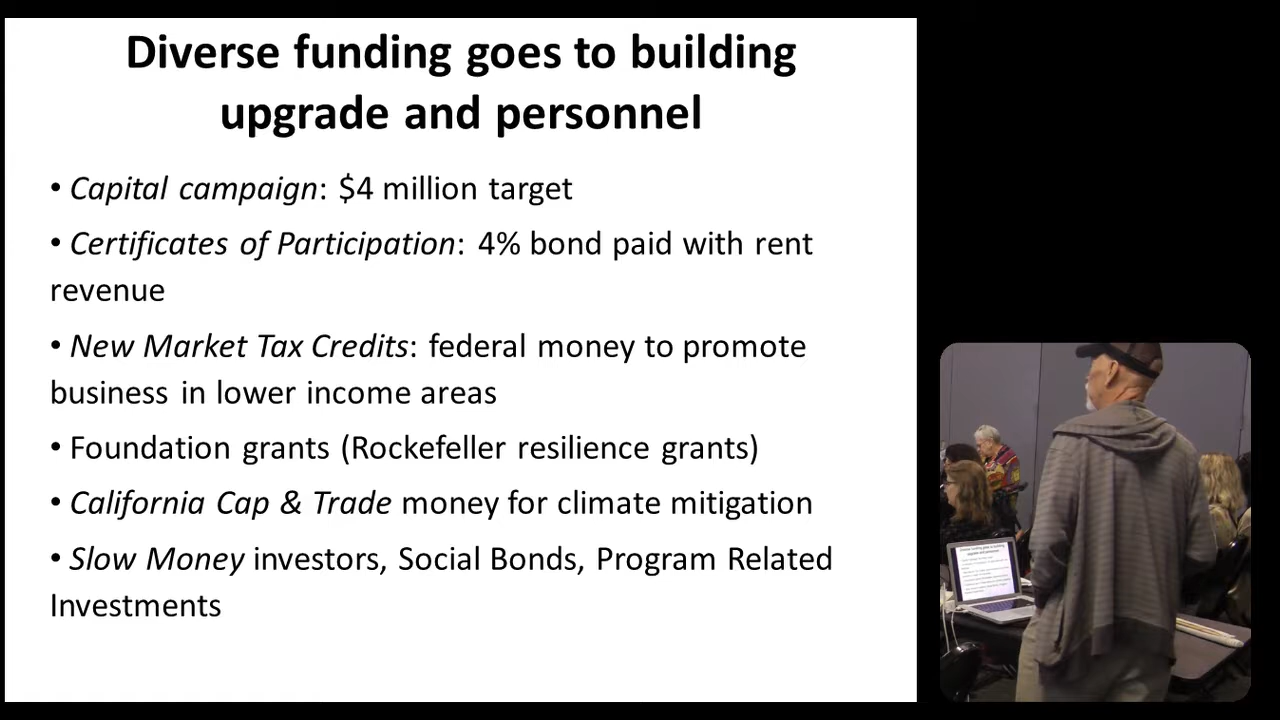 Diverse funding goes to building
upgrade and personnel
• Capital campaign: $4 million target
• Certificates of Participation: 4% bond paid with rent
revenue
• New Market Tax Credits: federal money to promote
business in lower income areas
• Foundation grants (Rockefeller resilience grants)
• California Cap & Trade money for climate mitigation
• Slow Money investors, Social Bonds, Program Related
Investments